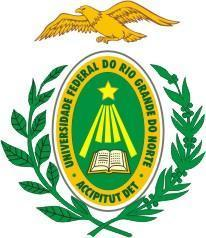 UNIVERSIDADE FEDERAL DO RIO GRANDE DO NORTE
ACCIPITUT DET